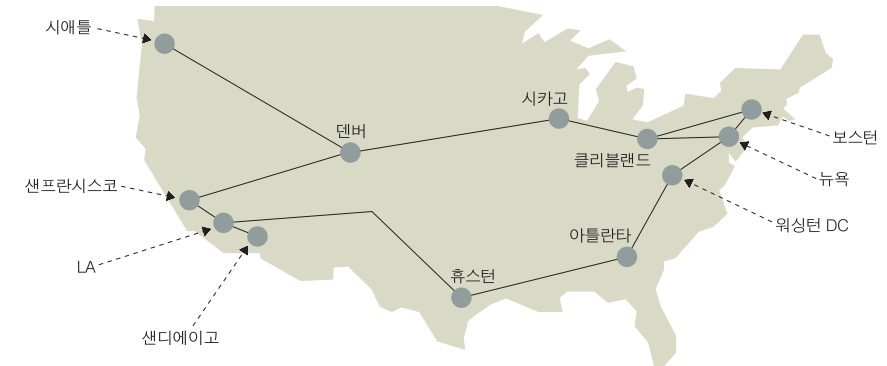 시애틀
시카고
덴버
보스턴
클리블랜드
뉴욕
샌프란시스코
워싱턴 DC
아틀란타
LA
휴스턴
샌디에이고